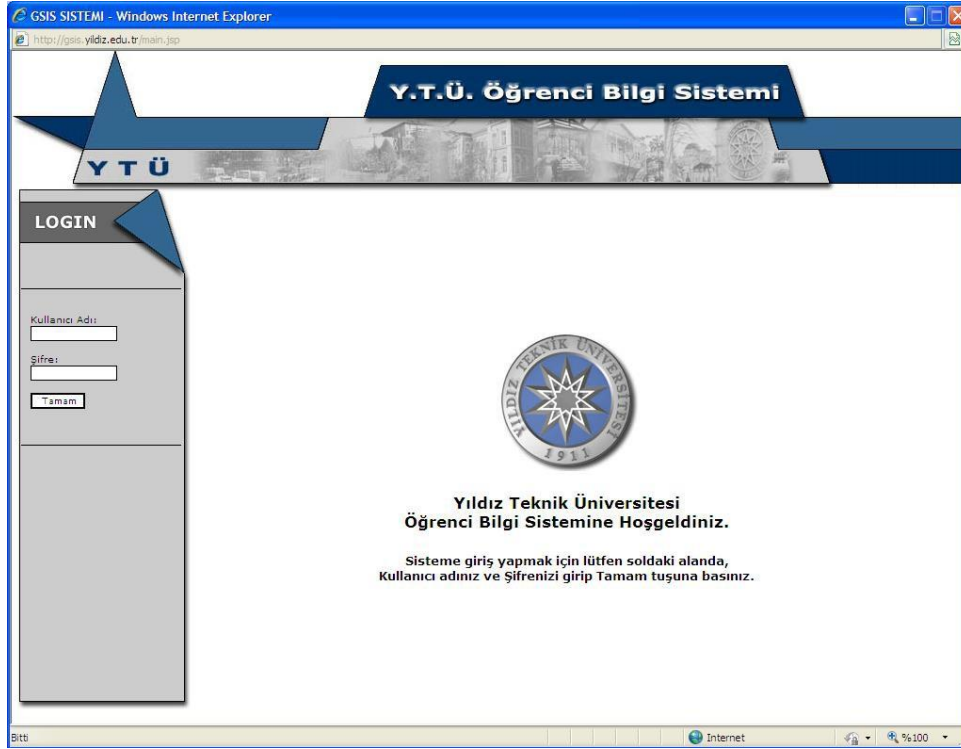 GSIS SISTEMI - Windows Internet Explorer
http://gsis.yildiz.edu.tr/main.jsp
Y.T.Ü. Öğrenci Bilgi Sistemi
YTÜ
LOGIN
Kullanıcı Adı:
Şifre:
Tamam
YILDIZ TEKNİK ÜNİVERSİTESİ
1911
Yıldız Teknik Üniversitesi
Öğrenci Bilgi Sistemine Hoşgeldiniz.
Sisteme giriş yapmak için lütfen soldaki alanda,
Kullanıcı adınız ve Şifrenizi girip Tamam tuşuna basınız.
Bitti
Internet
%100